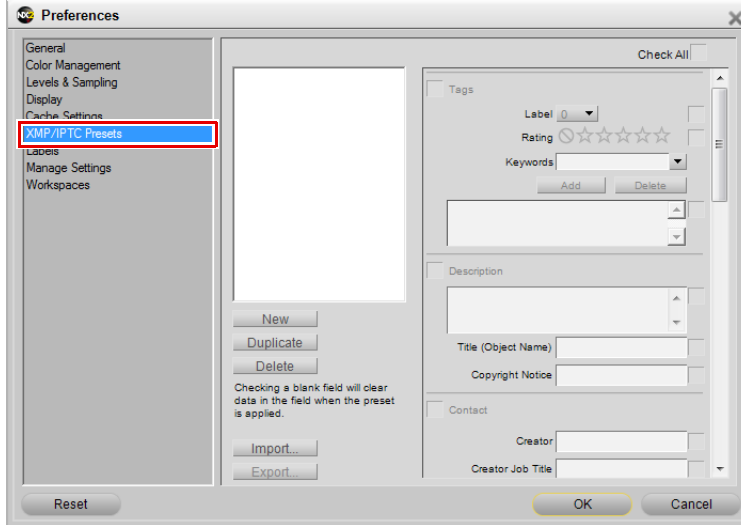 NX2 Preferences
General
Color Management
Levels & Sampling
Display
Cache Settings
XMP/IPTC Presets
Labels
Manage Settings
Workspaces
Check All
Tags
Label 0
Rating
Keywords
Add Delete
Description
Title (Object Name)
Copyright Notice
Contact
Creator
Creator Job Title
New
Duplicate
Delete
Checking a blank field will clear
data in the field when the preset
is applied.
Import...
Export...
Reset
OK Cancel